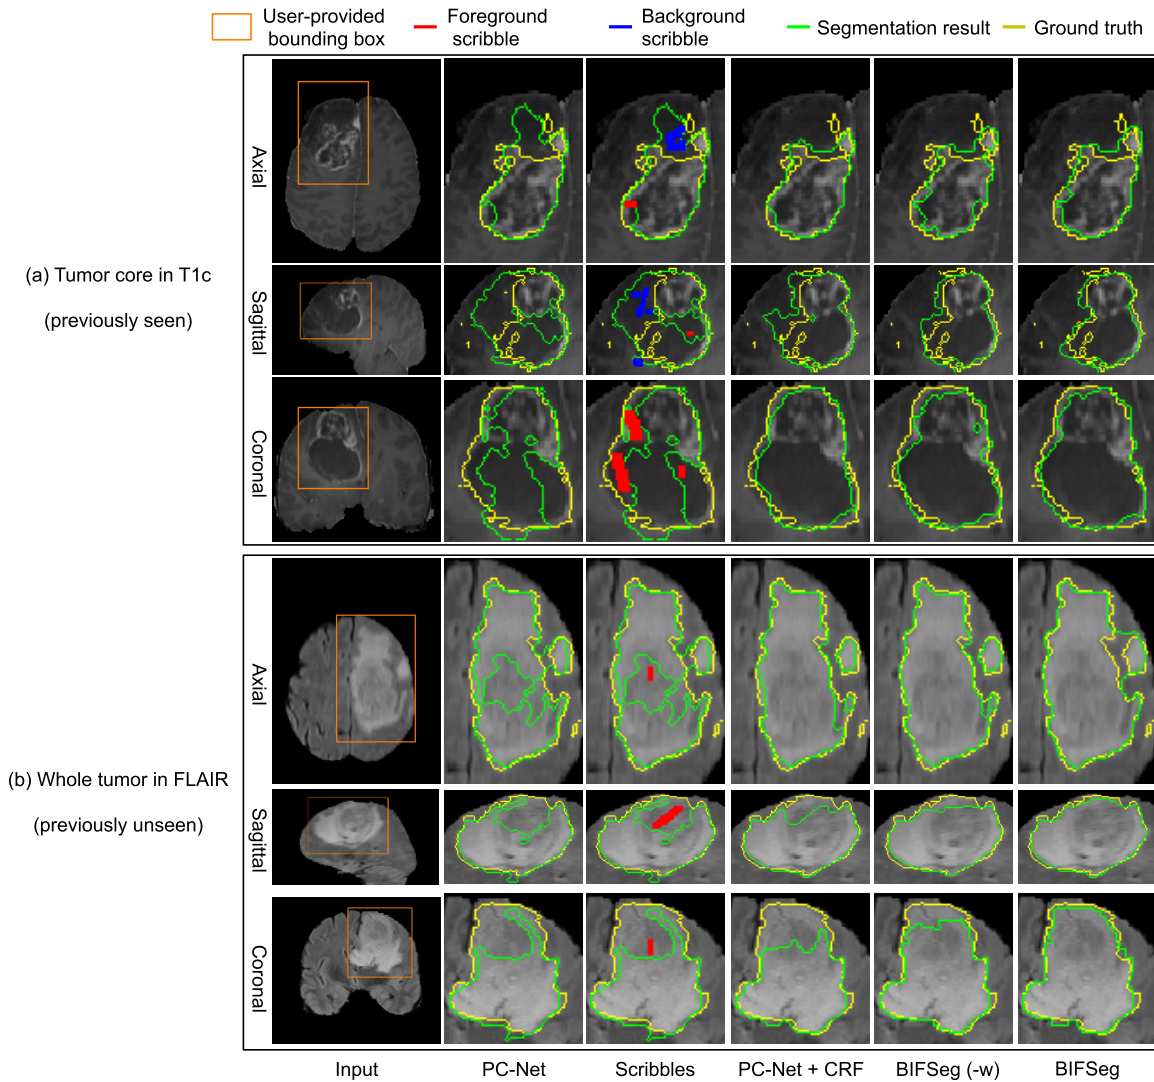 User-provided
bounding box
Foreground
scribble
Background
scribble
Segmentation result
Ground truth
(a) Tumor core in T1c
(previously seen)
Axial
Sagittal
Coronal
(b) Whole tumor in FLAIR
(previously unseen)
Axial
Sagittal
Coronal
Input
PC-Net
Scribbles
PC-Net + CRF
BIFSeg (-w)
BIFSeg